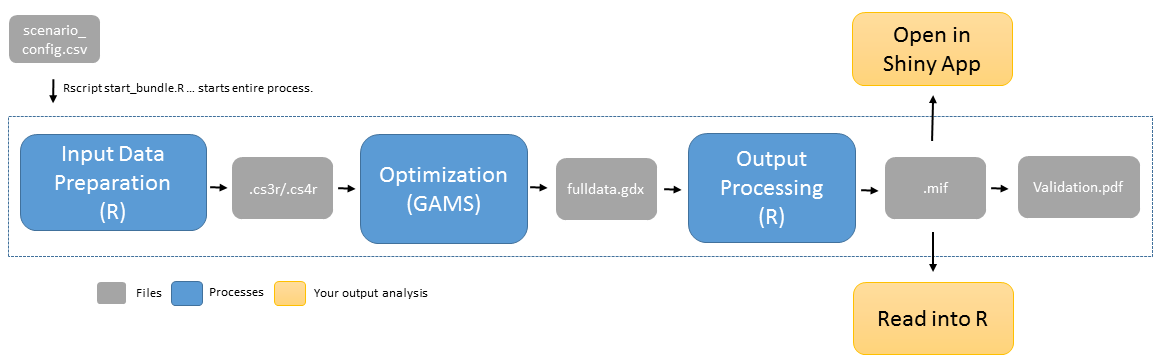 scenario_
config.csv
Rscript start_bundle.R ... starts entire process.
Open in
Shiny App
Input Data
Preparation
(R)
.cs3r/.cs4r
Optimization
(GAMS)
fulldata.gdx
Output
Processing
(R)
.mif
Validation.pdf
Files
Processes
Your output analysis
Read into R